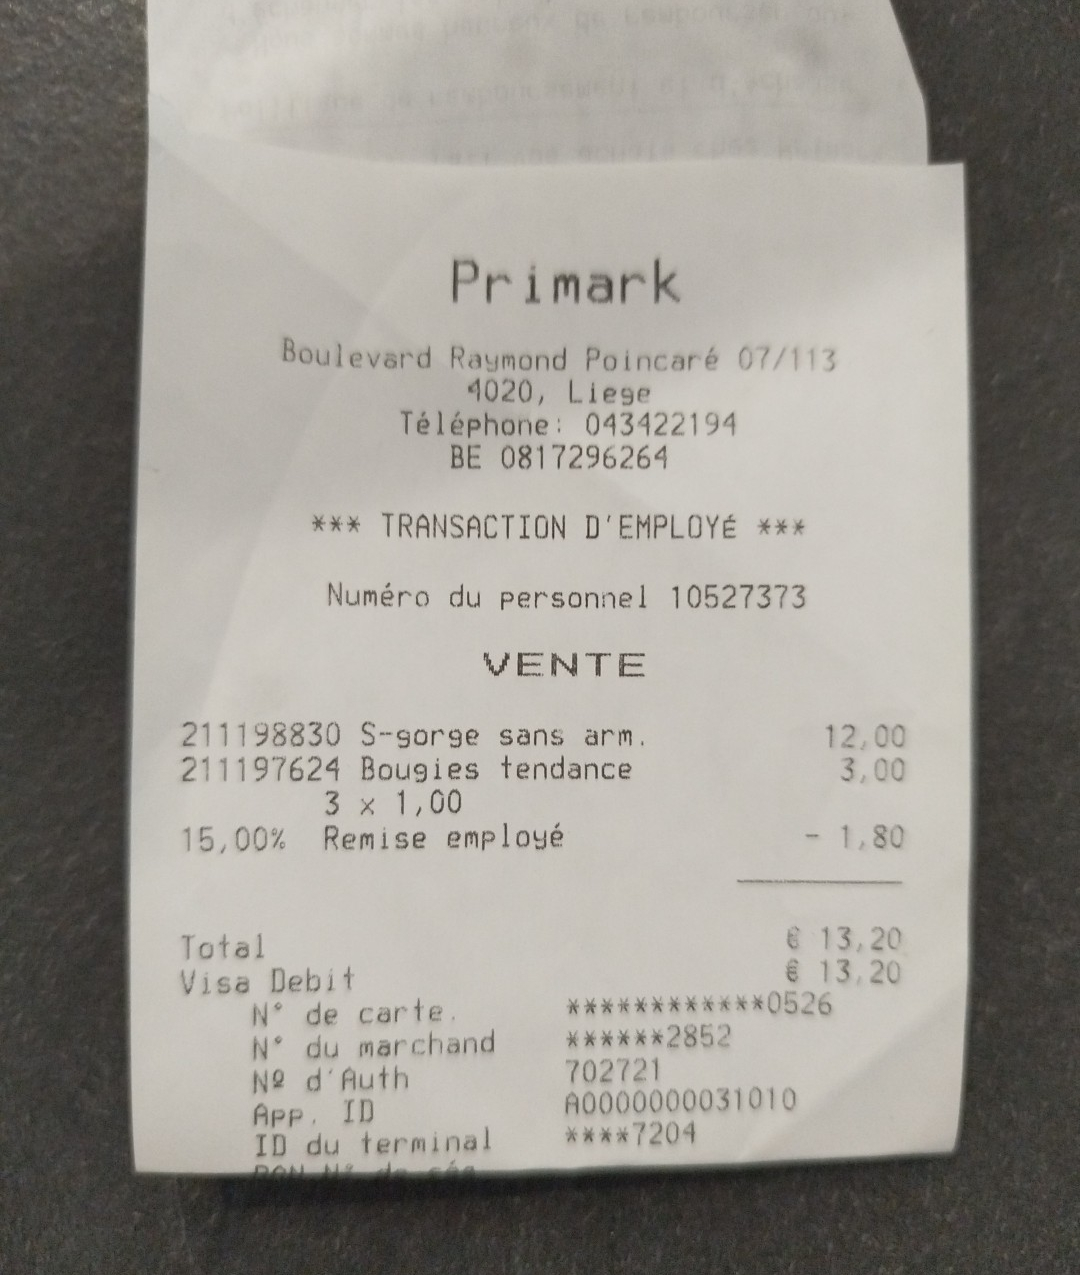 Primark
Boulevard Raymond Poincaré 07/113
4020, Liege
Téléphone: 043422194
BE 0817296264
*** TRANSACTION D'EMPLOYÉ ***
Numéro du personnel 10527373
VENTE
211198830 S-gorge sans arm. 12,00
211197624 Bougies tendance 3,00
3 x 1,00
15,00% Remise employé - 1,80
Total € 13,20
Visa Debit € 13,20
N° de carte. ************0526
N° du marchand ******2852
Nº d'Auth 702721
App. ID A0000000031010
ID du terminal ****7204